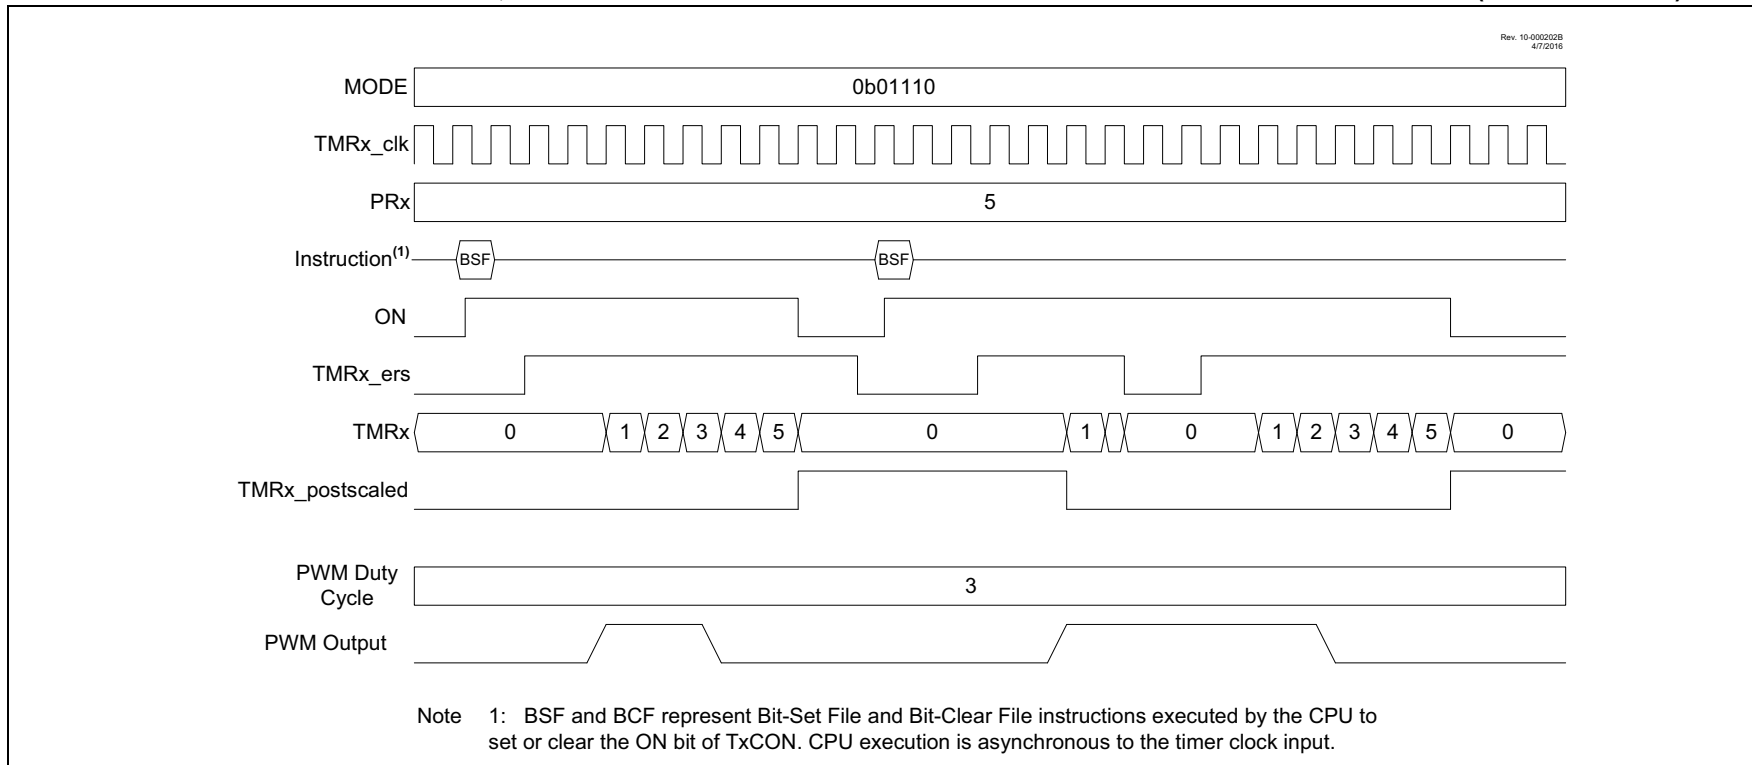 Rev. 10-000202B
4/7/2016
MODE 0b01110
TMRx_clk
PRx 5
Instruction(1) BSF BSF
ON
TMRx_ers
TMRx 0 1 2 3 4 5 0 1 0 1 2 3 4 5 0
TMRx_postscaled
PWM Duty
Cycle 3
PWM Output
Note 1: BSF and BCF represent Bit-Set File and Bit-Clear File instructions executed by the CPU to
set or clear the ON bit of TxCON. CPU execution is asynchronous to the timer clock input.